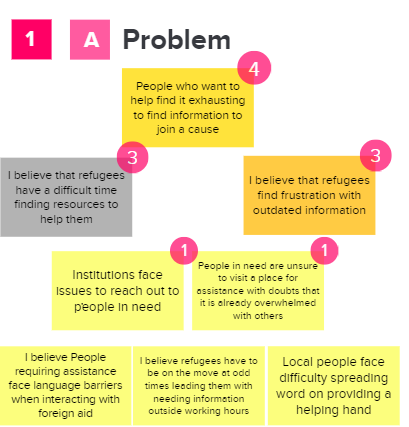 1 A Problem
4
People who want to
help find it exhausting
to find information to
join a cause
3
I believe that refugees
have a difficult time
finding resources to
help them
3
I believe that refugees
find frustration with
outdated information
1
Institutions face
issues to reach out to
p'eople in need
1
People in need are unsure
to visit a place for
assistance with doubts that
it is already overwhelmed
with others
I believe People
requiring assistance
face language barriers
when interacting with
foreign aid
I believe refugees have to
be on the move at odd
times leading them with
needing information
outside working hours
Local people face
difficulty spreading
word on providing a
helping hand